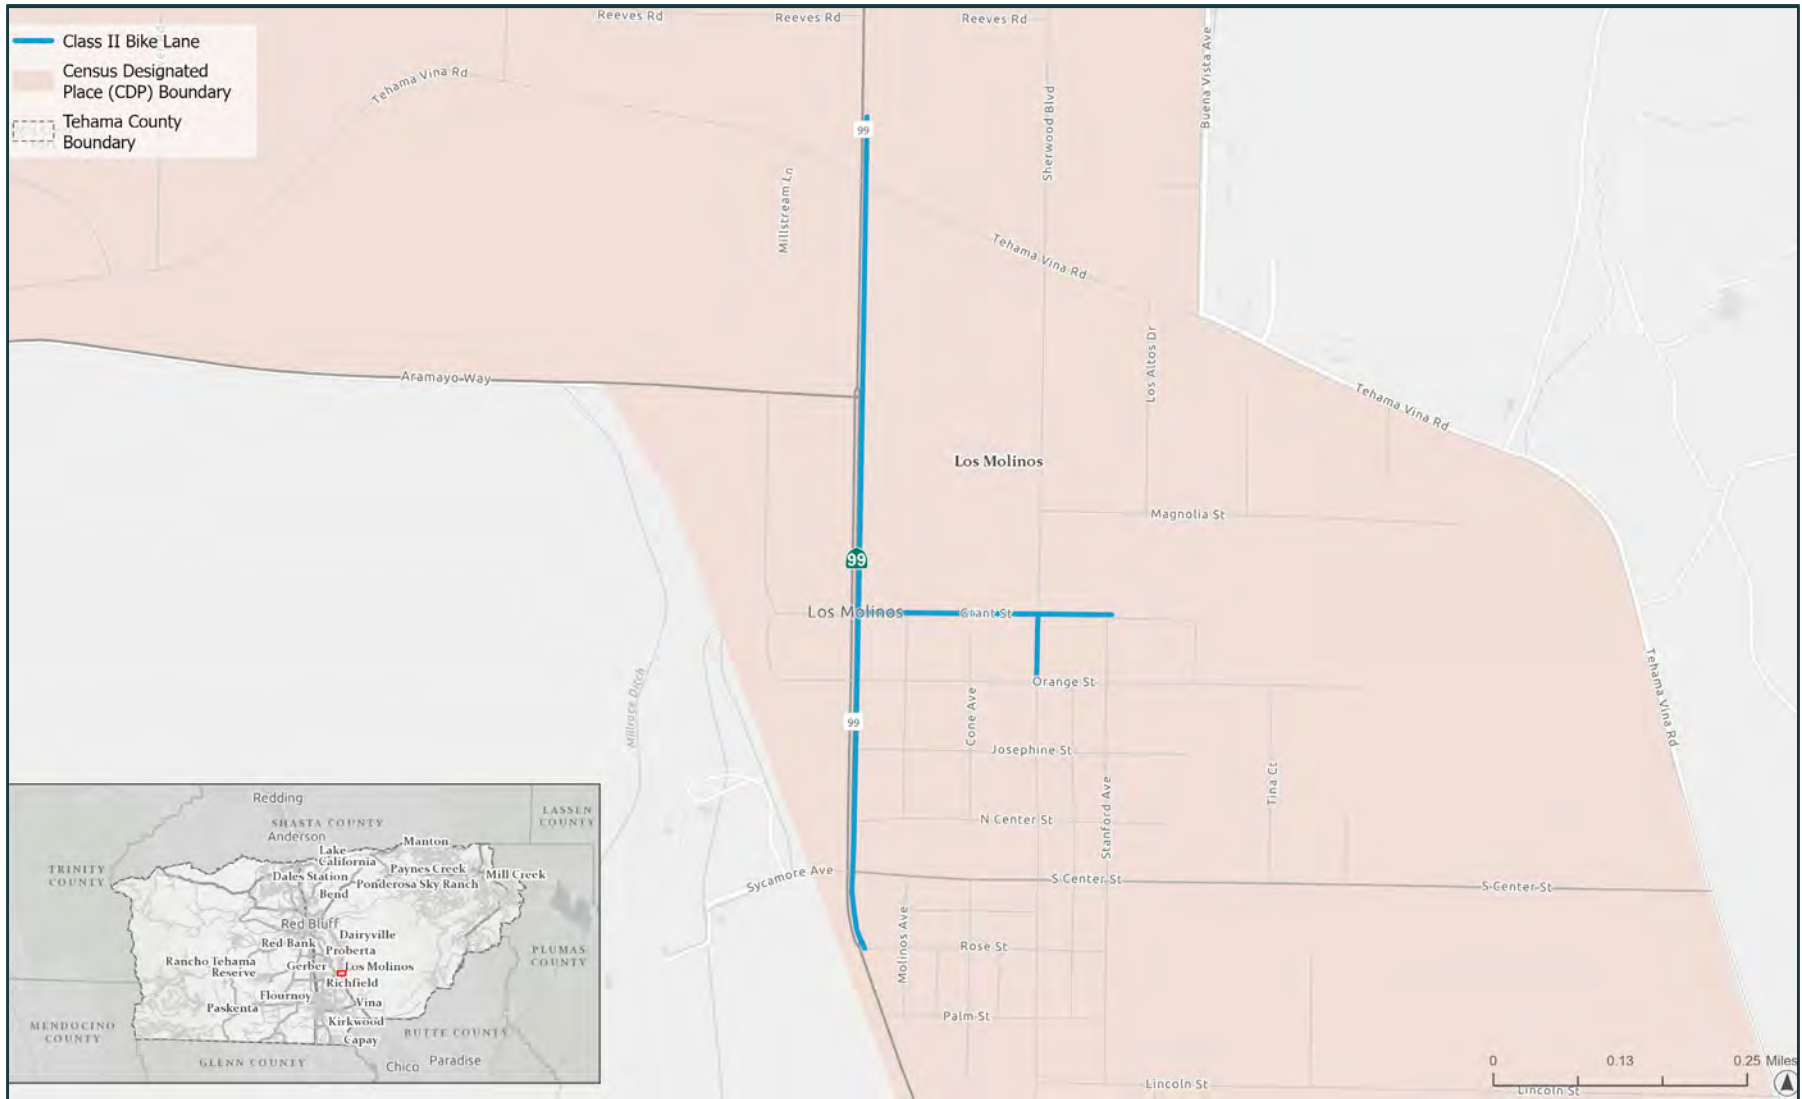 Reeves Rd
Reeves Rd
Reeves Rd
Class II Bike Lane
Census Designated
Place (CDP) Boundary
Tehama County
Boundary
Tehama Vina Rd
Buena Vista Ave
Sherwood Blvd
99
Millstream Ln
Tehama Vina Rd
Los Altos Dr
Aramayo Way
Tehama Vina Rd
Los Molinos
Magnolia St
99
Los Molinos
Grant St
Orange St
Millrace Ditch
Cone Ave
99
Tehama Vina Rd
Josephine St
Tina Ct
Stanford Ave
N Center St
Sycamore Ave
S Center St
S Center St
Molinos Ave
Rose St
Palm St
Lincoln St
Lincoln St
0
0.13
0.25 Miles
Redding
LASSEN
COUNTY
SHASTA COUNTY
Anderson
Manton
Lake
California
TRINITY
COUNTY
Dales Station
Paynes Creek
Mill Creek
Ponderosa Sky Ranch
Bend
Red Bluff
Dairyville
Red Bank
Proberta
PLUMAS
COUNTY
Rancho Tehama
Reserve
Gerber
Los Molinos
Richfield
Flournoy
Vina
Paskenta
Kirkwood
MENDOCINO
COUNTY
BUTTE COUNTY
Capay
GLENN COUNTY
Chico
Paradise